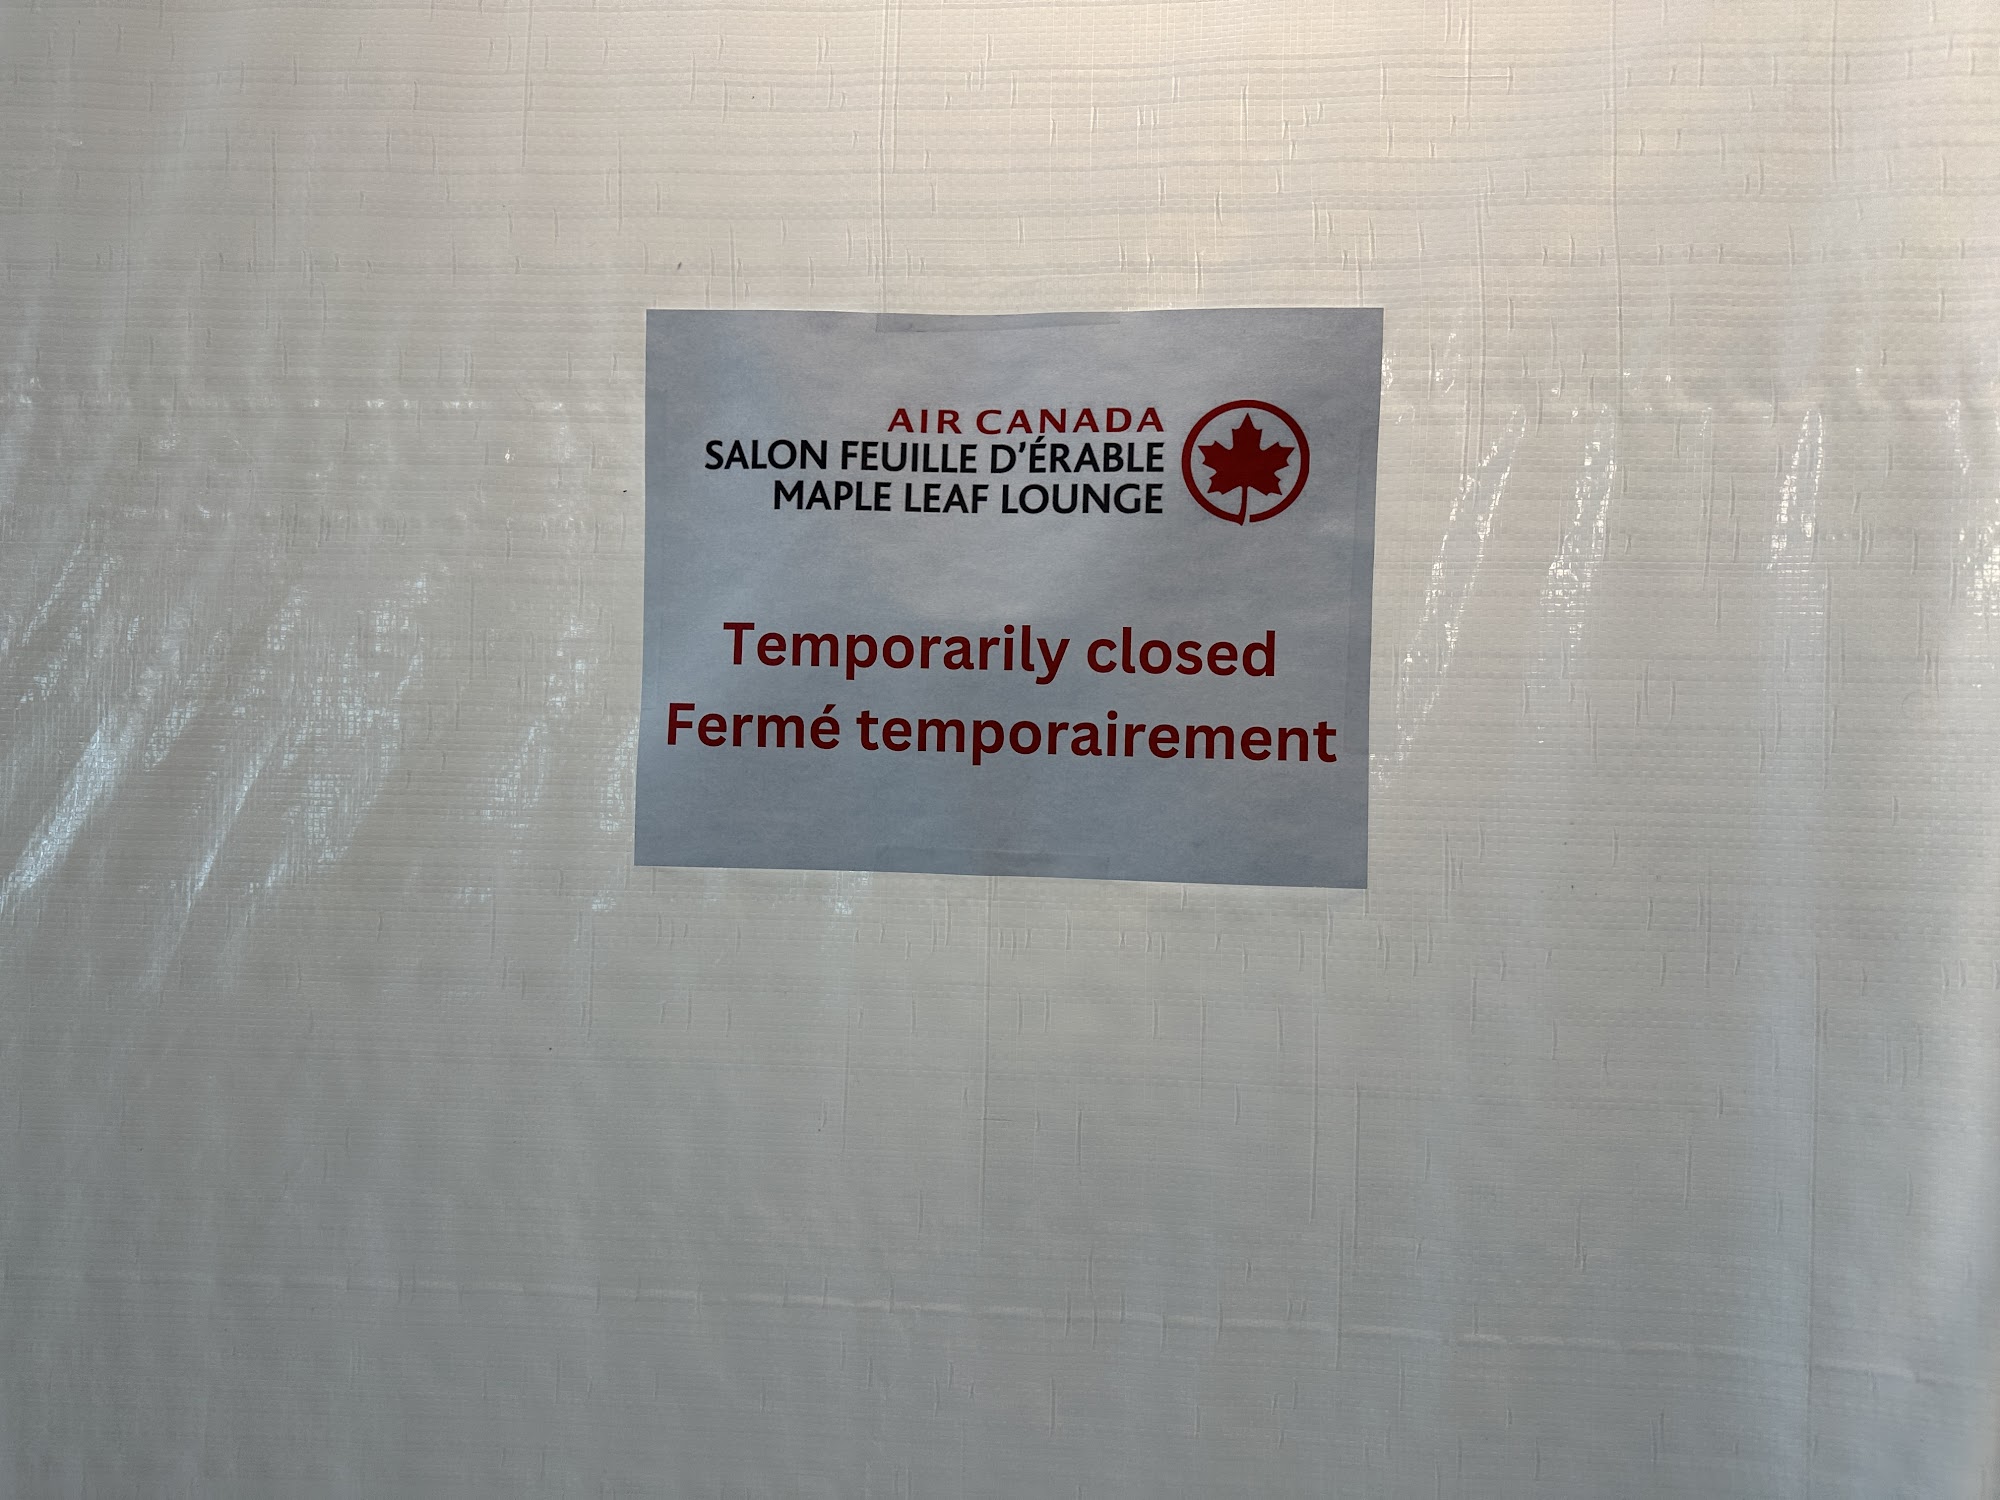 AIR CANADA
SALON FEUILLE D'ÉRABLE
MAPLE LEAF LOUNGE
Temporarily closed
Fermé temporairement